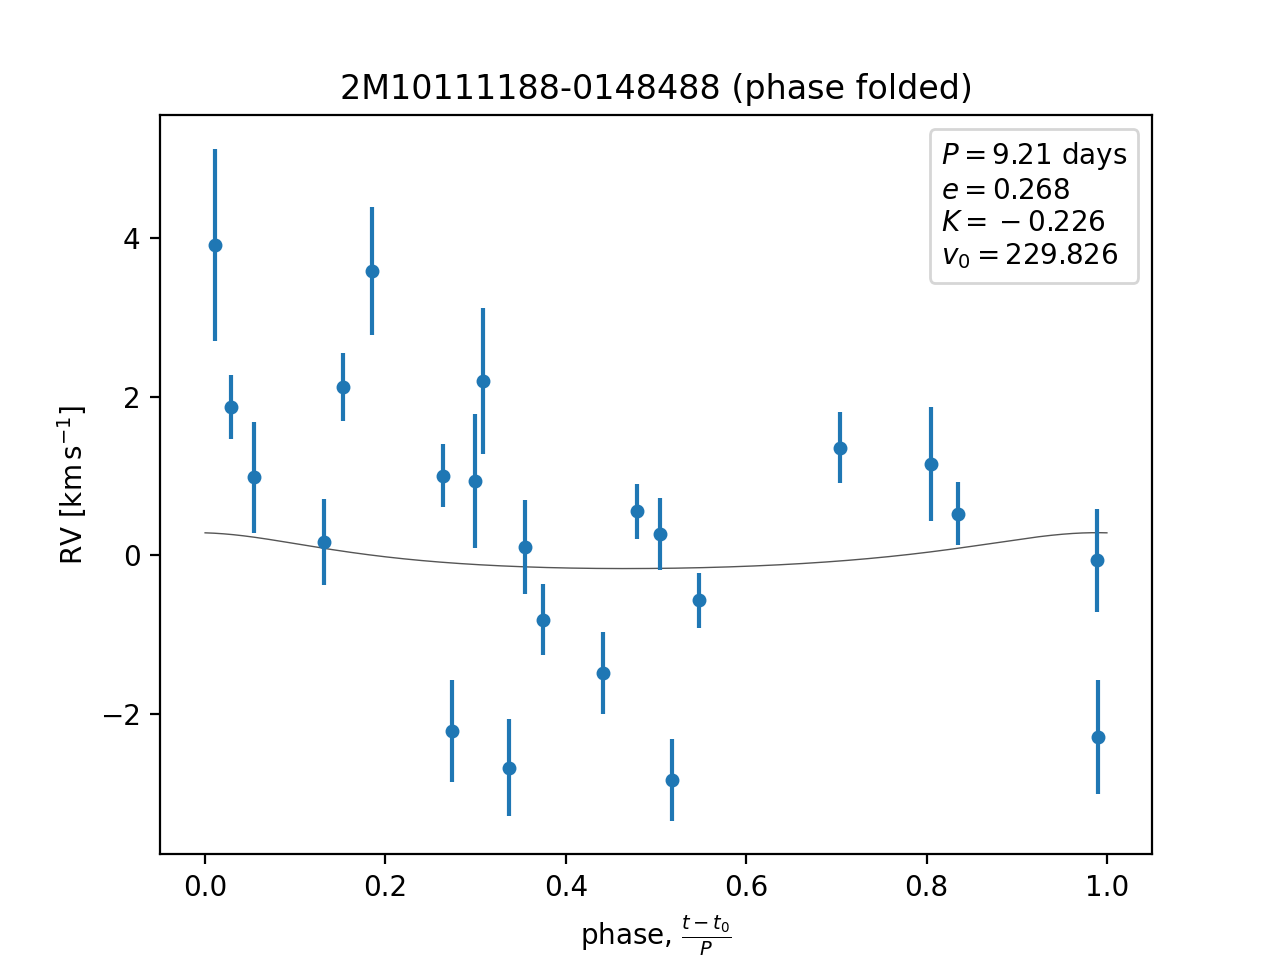 2M10111188-0148488 (phase folded)
P = 9.21 days
e = 0.268
K = −0.226
v₀ = 229.826
4
2
0
−2
RV [km s⁻¹]
0.0 0.2 0.4 0.6 0.8 1.0
phase, (t − t₀)/P